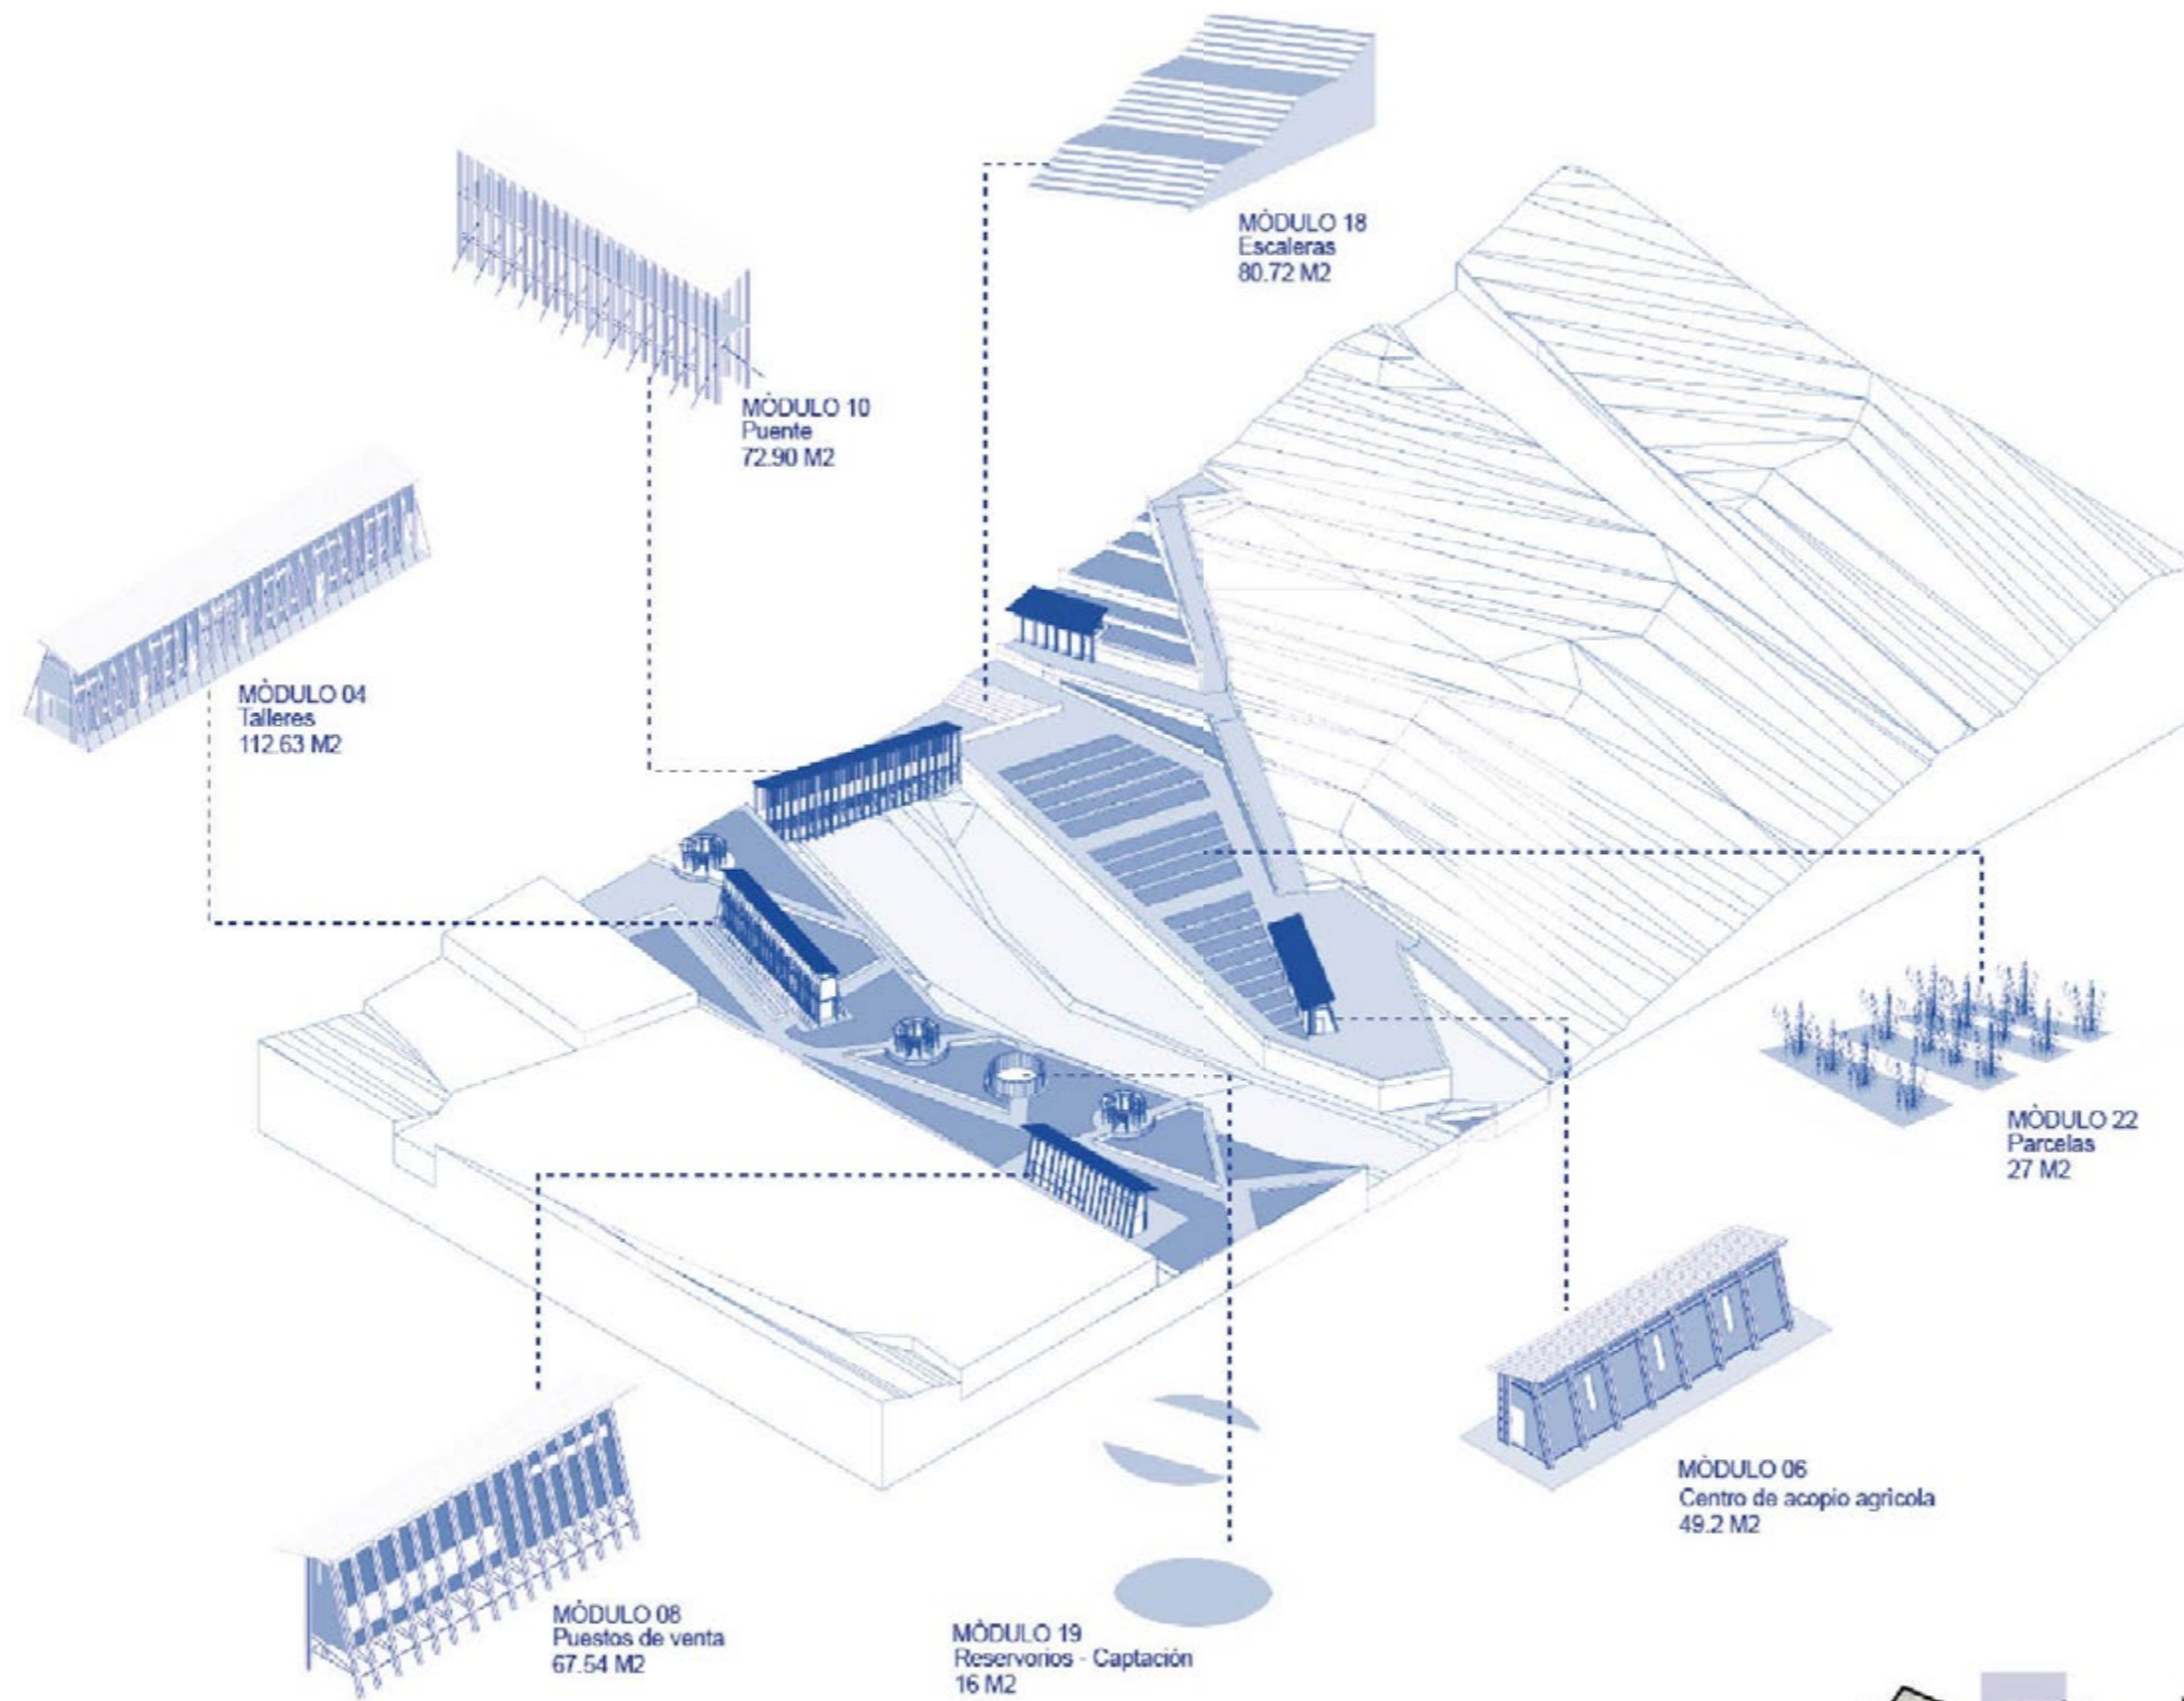 MÒDULO 18
Escaleras
80.72 M2
MÒDULO 10
Puente
72.90 M2
MÒDULO 04
Talleres
112.63 M2
MÒDULO 22
Parcelas
27 M2
MÒDULO 06
Centro de acopio agricola
49.2 M2
MÒDULO 08
Puestos de venta
67.54 M2
MÒDULO 19
Reservorios - Captación
16 M2